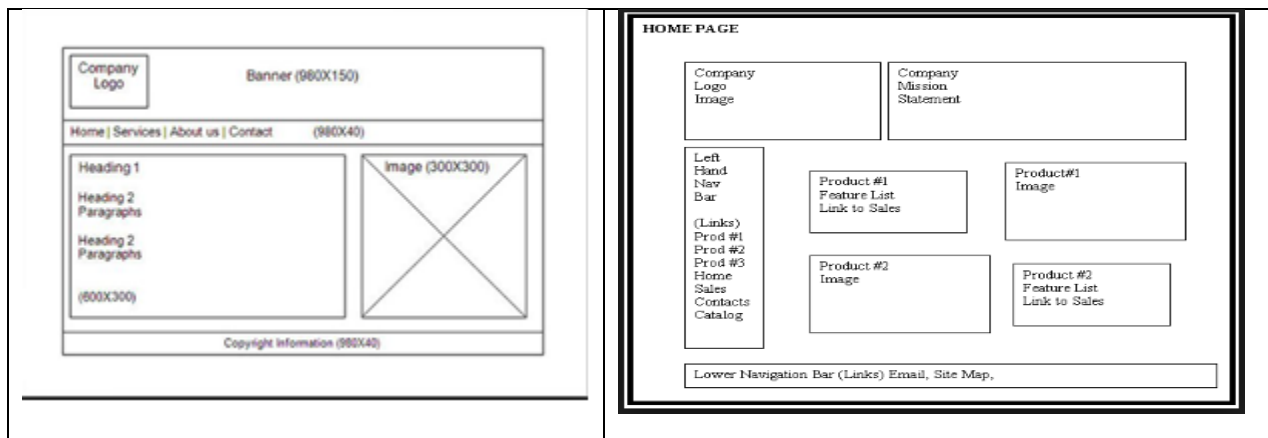 Company
Logo
Banner (980X150)
Home | Services | About us | Contact (980X40)
Heading 1
Heading 2
Paragraphs
Heading 2
Paragraphs
(600X300)
Image (300X300)
Copyright Information (980X40)
HOME PAGE
Company
Logo
Image
Company
Mission
Statement
Left
Hand
Nav
Bar
(Links)
Prod #1
Prod #2
Prod #3
Home
Sales
Contacts
Catalog
Product #1
Feature List
Link to Sales
Product#1
Image
Product #2
Image
Product #2
Feature List
Link to Sales
Lower Navigation Bar (Links) Email, Site Map,